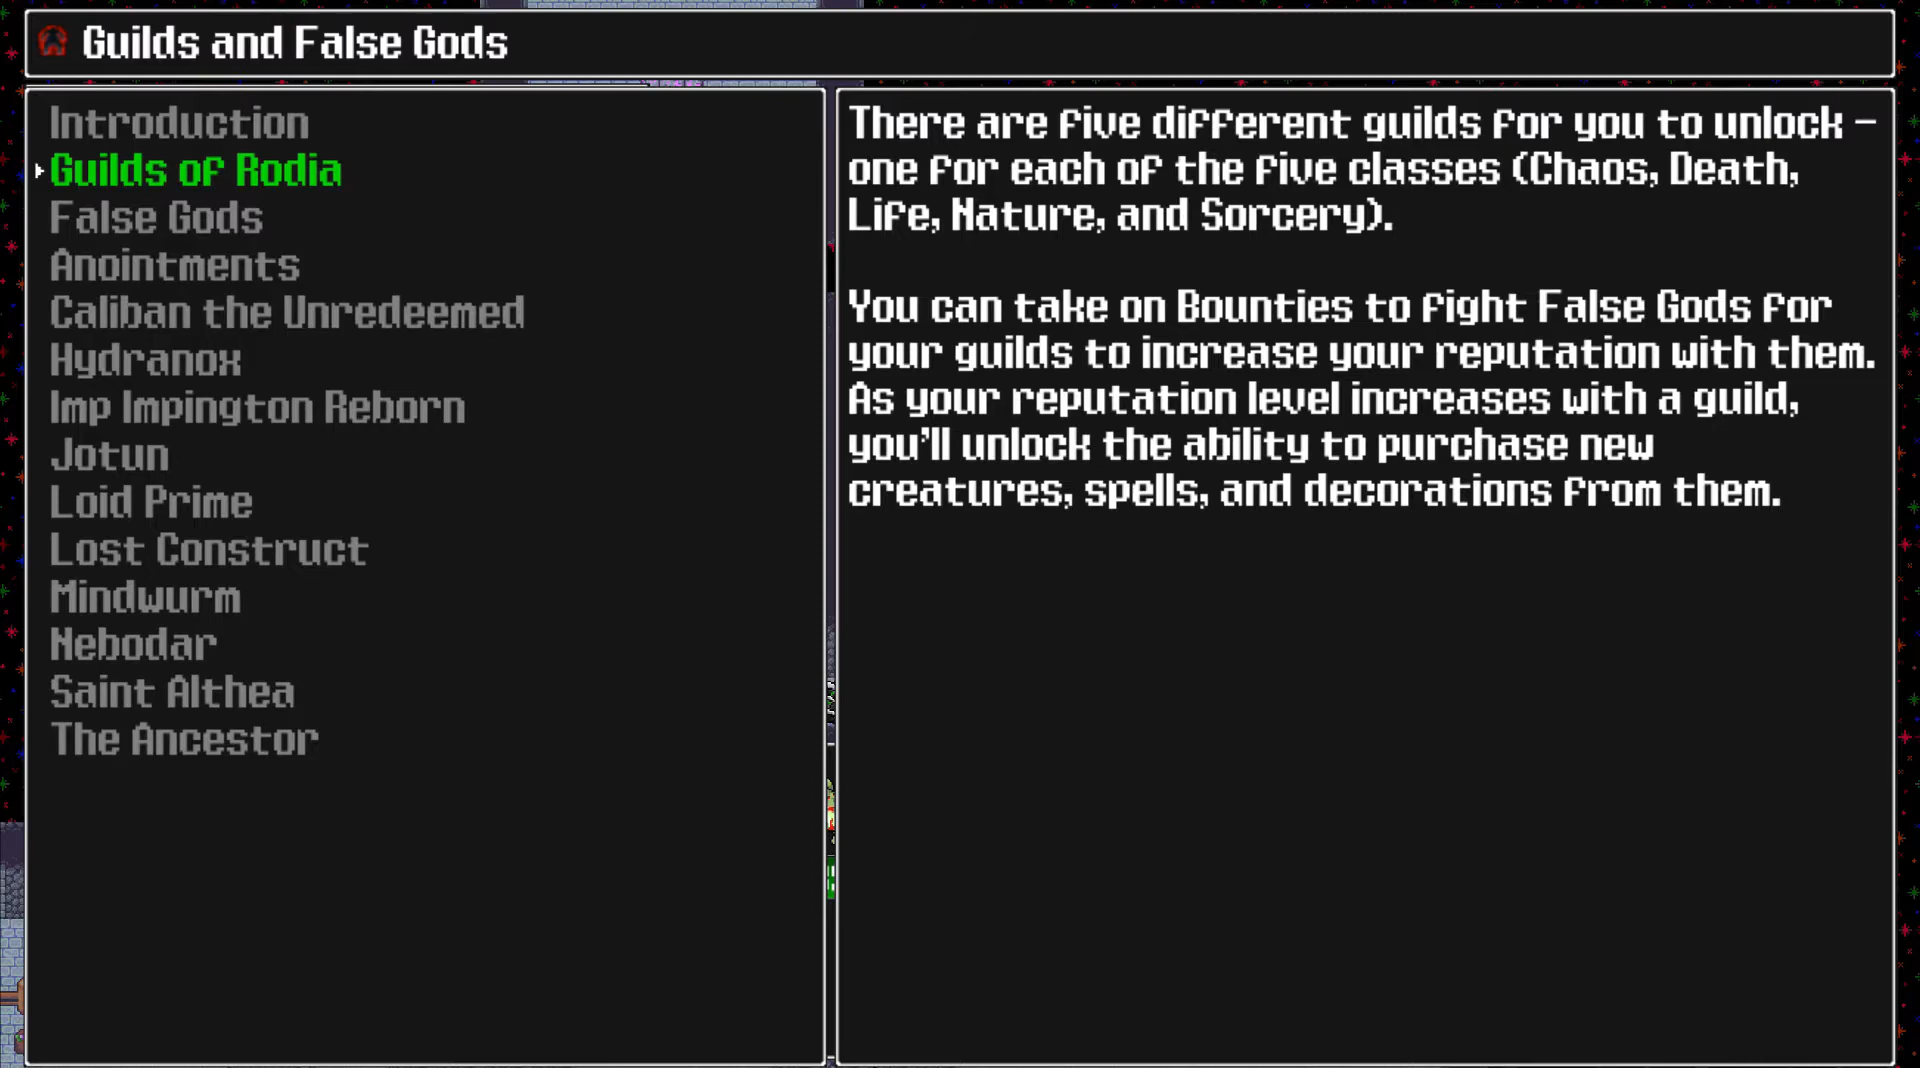 Guilds and False Gods
Introduction
Guilds of Rodia
False Gods
Anointments
Caliban the Unredeemed
Hydranox
Imp Impington Reborn
Jotun
Loid Prime
Lost Construct
Mindwurm
Nebodar
Saint Althea
The Ancestor
There are five different guilds for you to unlock –
one for each of the five classes (Chaos, Death,
Life, Nature, and Sorcery).
You can take on Bounties to fight False Gods for
your guilds to increase your reputation with them.
As your reputation level increases with a guild,
you'll unlock the ability to purchase new
creatures, spells, and decorations from them.